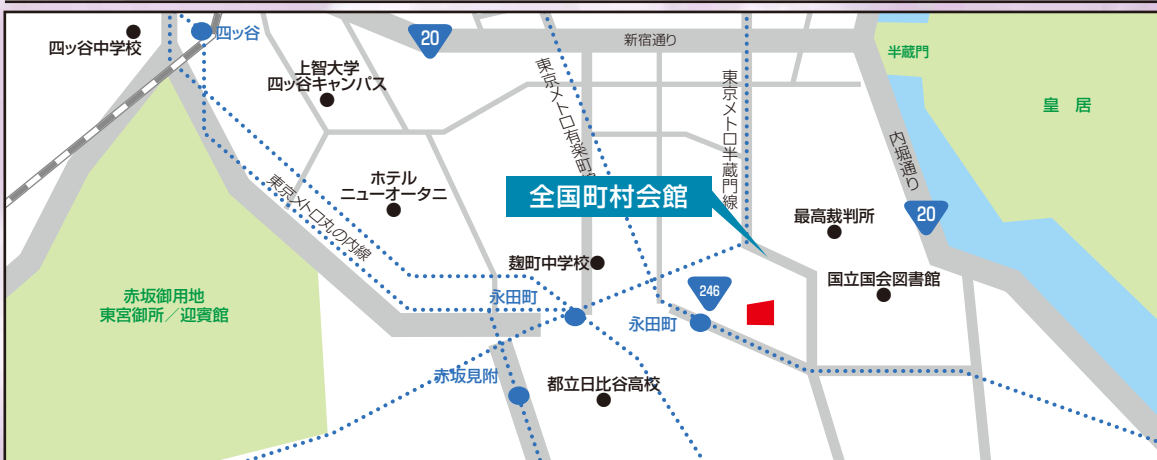 四ッ谷中学校
四ッ谷
20
新宿通り
半蔵門
皇居
上智大学
四ッ谷キャンパス
東京メトロ有楽町線
東京メトロ半蔵門線
内堀通り
20
ホテル
ニューオータニ
東京メトロ丸の内線
全国町村会館
最高裁判所
麹町中学校
国立国会図書館
246
赤坂御用地
東宮御所／迎賓館
永田町
永田町
赤坂見附
都立日比谷高校